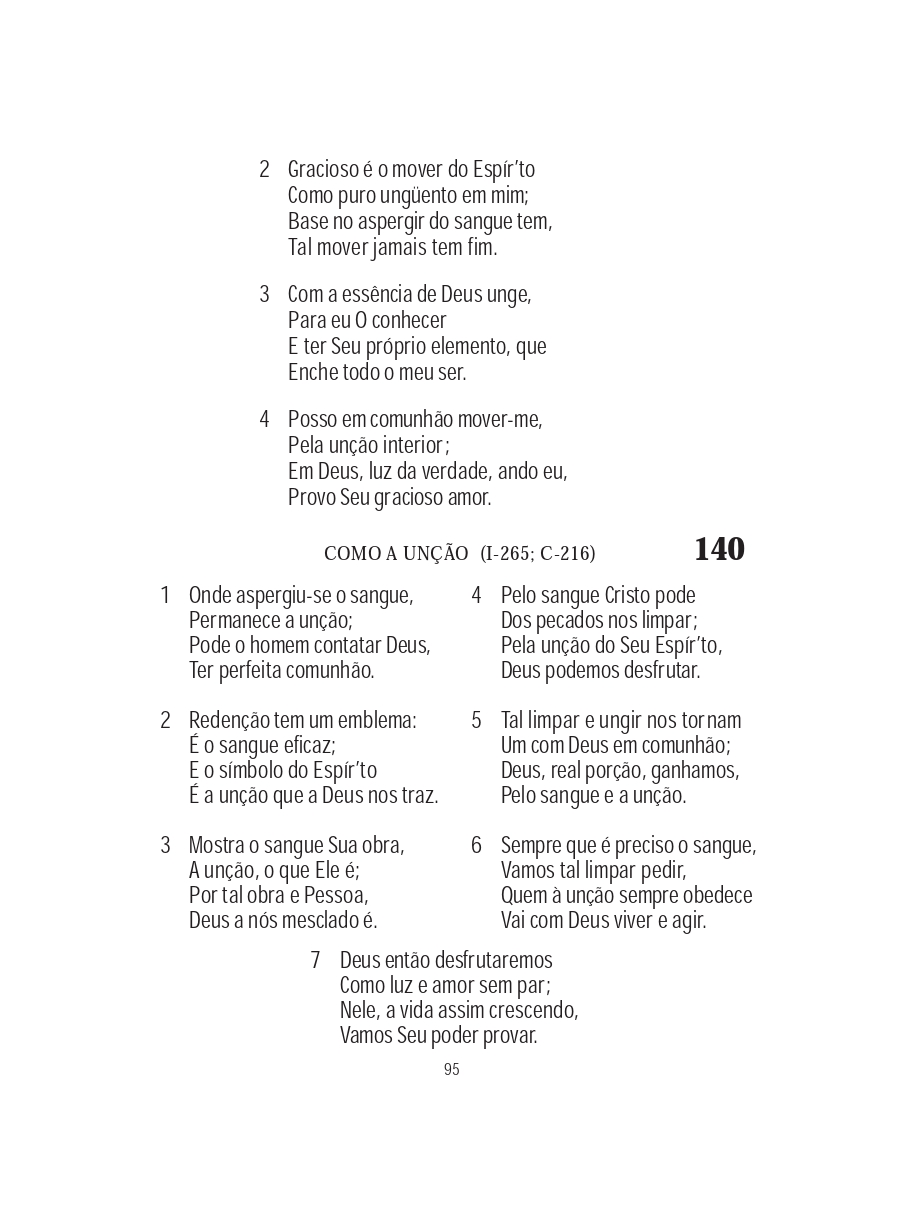 2 Gracioso é o mover do Espír’to
Como puro ungüento em mim;
Base no aspergir do sangue tem,
Tal mover jamais tem fim.
3 Com a essência de Deus unge,
Para eu O conhecer
E ter Seu próprio elemento, que
Enche todo o meu ser.
4 Posso em comunhão mover-me,
Pela unção interior;
Em Deus, luz da verdade, ando eu,
Provo Seu gracioso amor.
COMO A UNÇÃO (I-265; C-216) 140
1 Onde aspergiu-se o sangue,
Permanece a unção;
Pode o homem contatar Deus,
Ter perfeita comunhão.
2 Redenção tem um emblema:
É o sangue eficaz;
E o símbolo do Espír’to
É a unção que a Deus nos traz.
3 Mostra o sangue Sua obra,
A unção, o que Ele é;
Por tal obra e Pessoa,
Deus a nós mesclado é.
4 Pelo sangue Cristo pode
Dos pecados nos limpar;
Pela unção do Seu Espír’to,
Deus podemos desfrutar.
5 Tal limpar e ungir nos tornam
Um com Deus em comunhão;
Deus, real porção, ganhamos,
Pelo sangue e a unção.
6 Sempre que é preciso o sangue,
Vamos tal limpar pedir,
Quem à unção sempre obedece
Vai com Deus viver e agir.
7 Deus então desfrutaremos
Como luz e amor sem par;
Nele, a vida assim crescendo,
Vamos Seu poder provar.
95